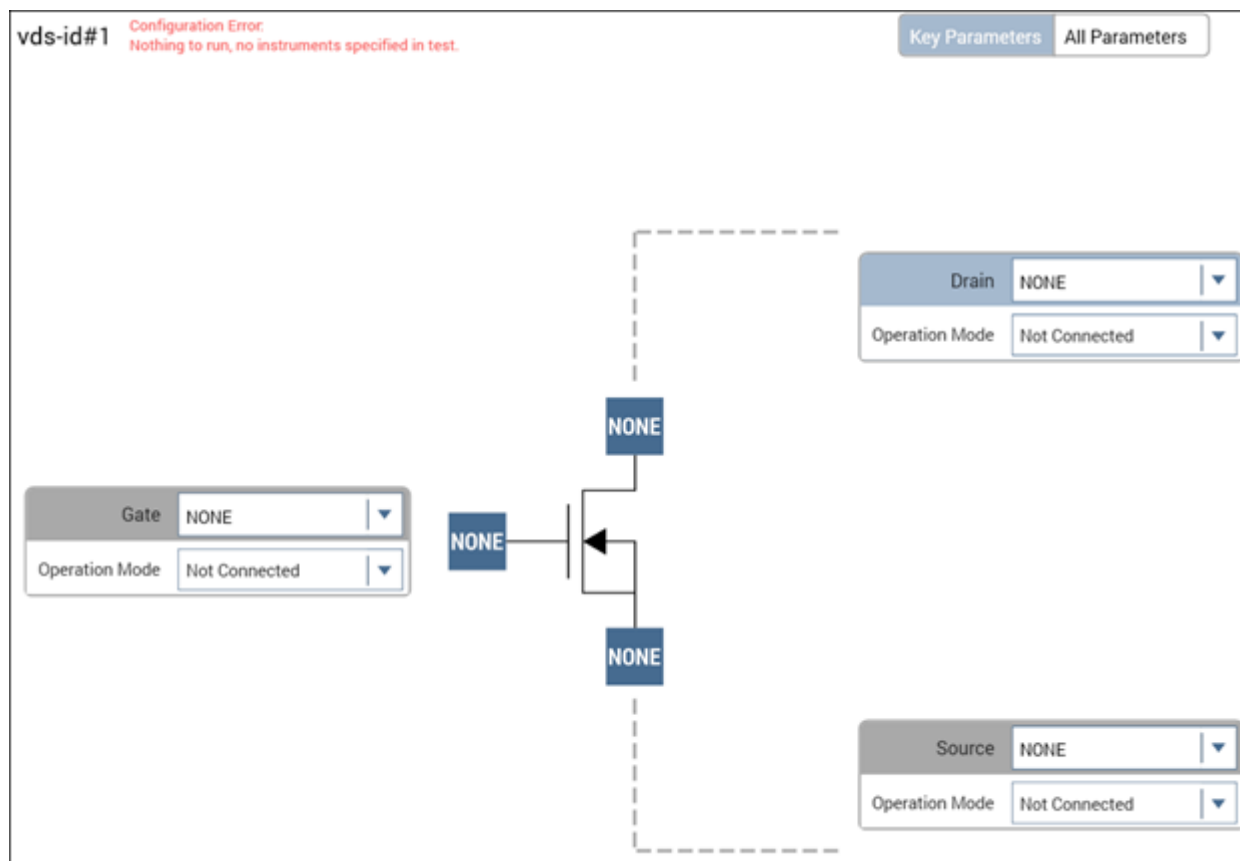 vds-id#1
Configuration Error:
Nothing to run, no instruments specified in test.
Key Parameters
All Parameters
Drain NONE
Operation Mode Not Connected
NONE
Gate NONE
Operation Mode Not Connected
NONE
NONE
Source NONE
Operation Mode Not Connected